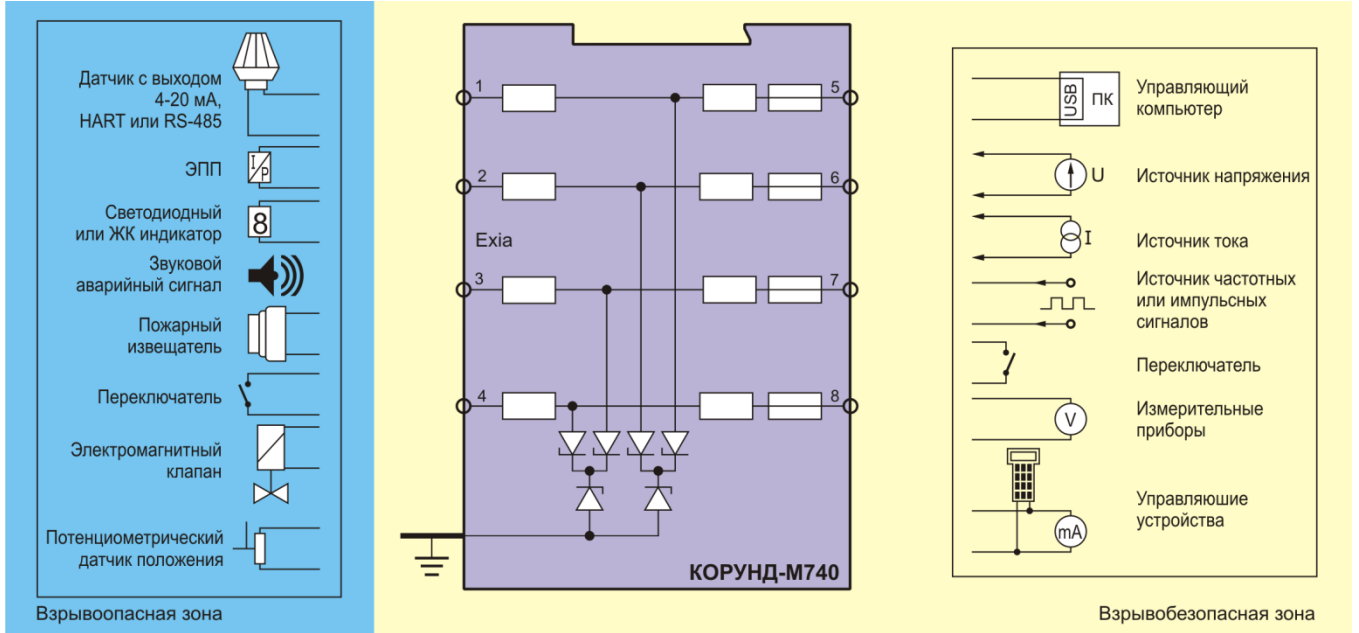 Датчик с выходом
4-20 мА,
HART или RS-485
ЭПП
I/P
Светодиодный
или ЖК индикатор
8
Звуковой
аварийный сигнал
Пожарный
извещатель
Переключатель
Электромагнитный
клапан
Потенциометрический
датчик положения
Взрывоопасная зона
1
5
2
6
Exia
3
7
4
8
КОРУНД-М740
USB
ПК
Управляющий
компьютер
U
Источник напряжения
I
Источник тока
Источник частотных
или импульсных
сигналов
Переключатель
V
Измерительные
приборы
Управляюшие
устройства
mA
Взрывобезопасная зона